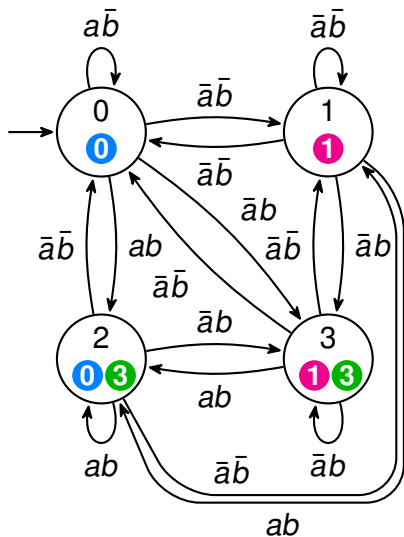 ab̄ āb̄
0 āb̄ 1
0 1
āb̄
āb
āb̄ ab āb̄ āb
āb̄
2 āb 3
0 3 1 3
ab
ab āb̄ āb
ab